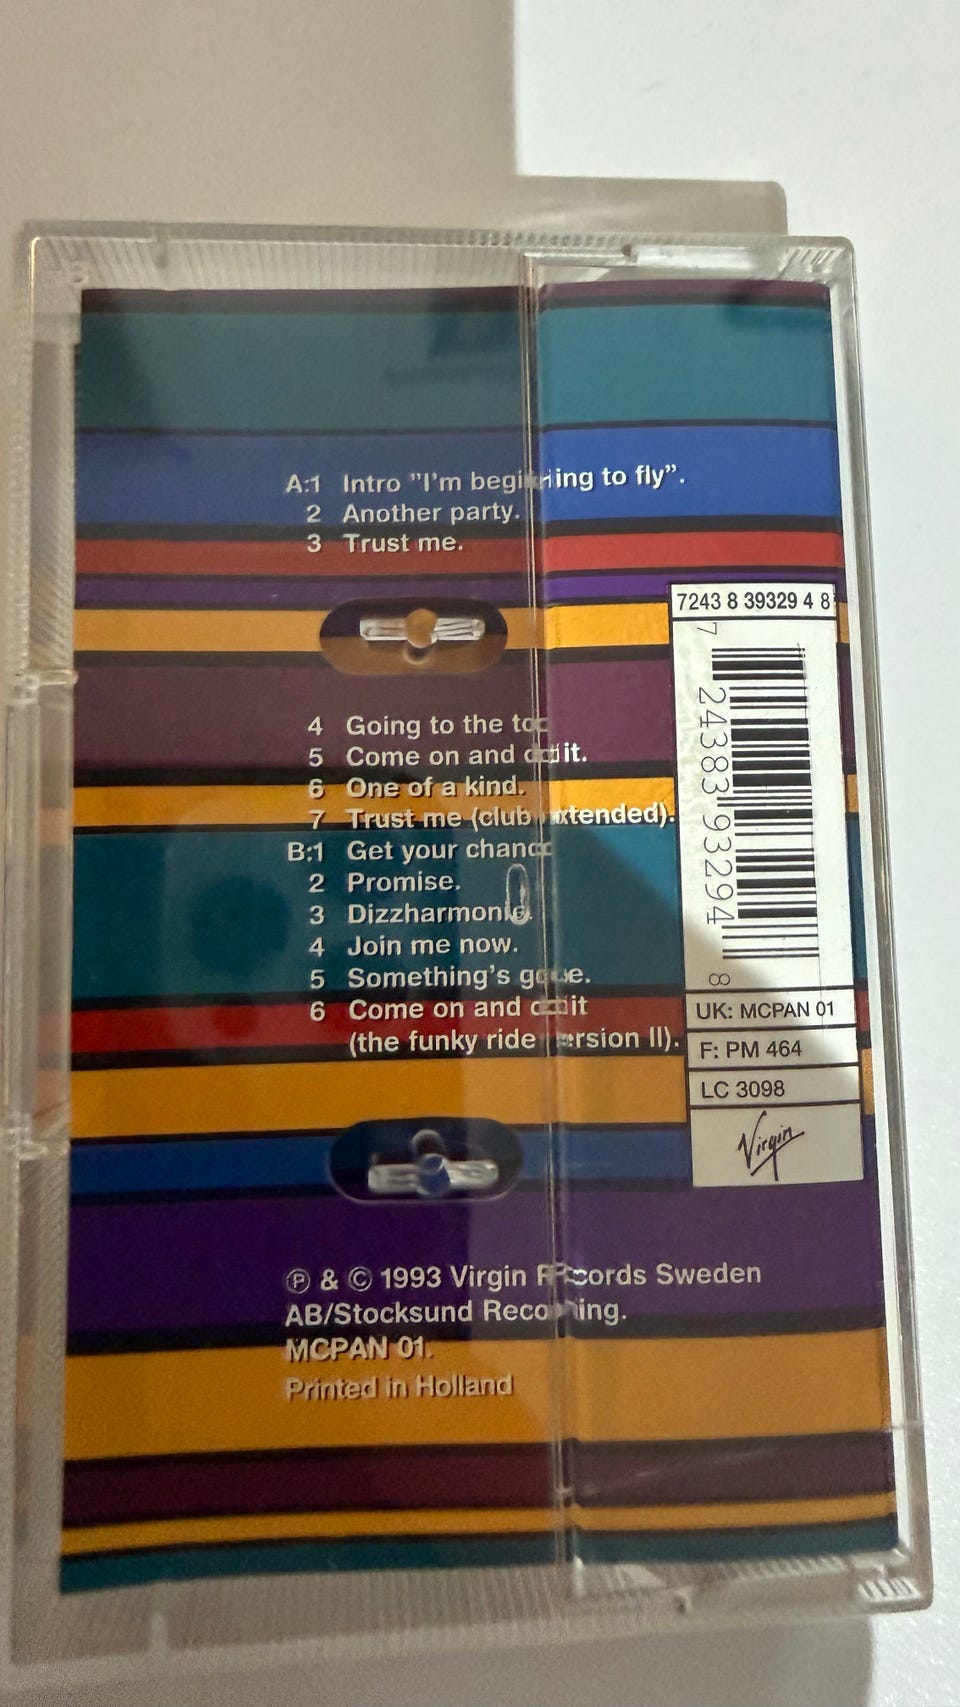 A:1 Intro "I'm beginning to fly".
2 Another party.
3 Trust me.
4 Going to the top
5 Come on and do it.
6 One of a kind.
7 Trust me (club extended).
B:1 Get your chance
2 Promise.
3 Dizzharmonic.
4 Join me now.
5 Something's gone.
6 Come on and do it
(the funky ride version II).
7243 8 39329 4 8
7 24383 93294 8
UK: MCPAN 01
F: PM 464
LC 3098
Virgin
℗ & © 1993 Virgin Records Sweden
AB/Stocksund Recording.
MCPAN 01.
Printed in Holland